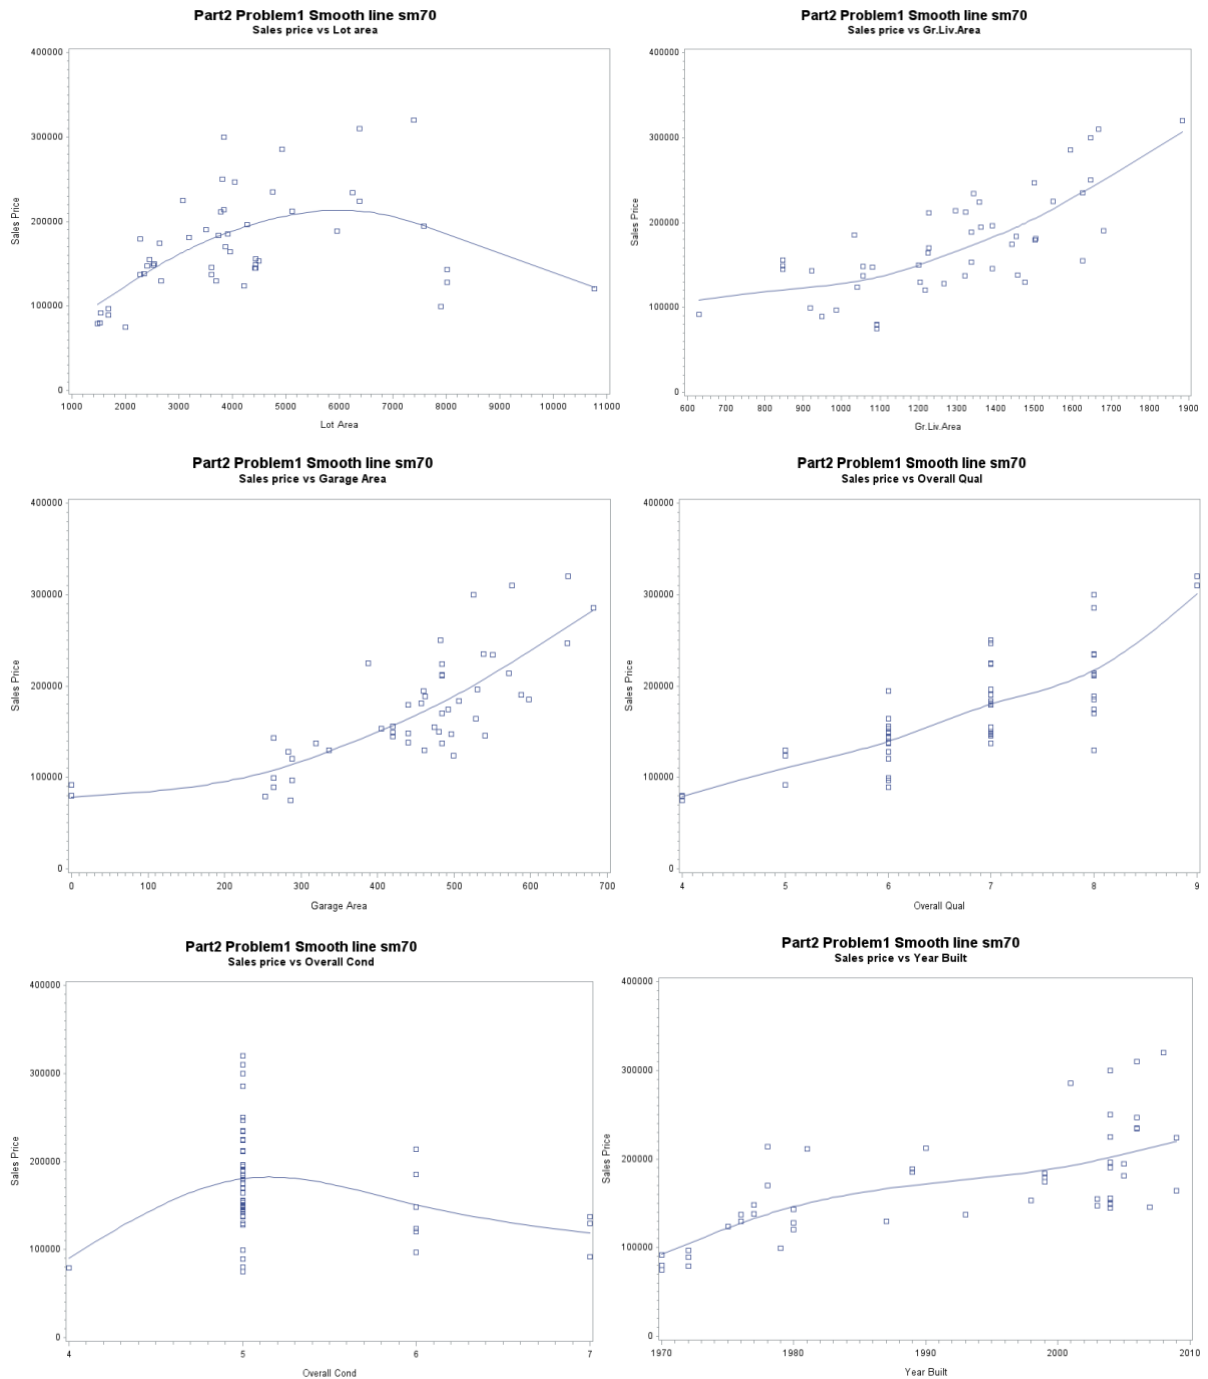 Part2 Problem1 Smooth line sm70
Sales price vs Lot area
400000
300000
200000
100000
0
Sales Price
1000 2000 3000 4000 5000 6000 7000 8000 9000 10000 11000
Lot Area
Part2 Problem1 Smooth line sm70
Sales price vs Gr.Liv.Area
400000
300000
200000
100000
0
Sales Price
600 700 800 900 1000 1100 1200 1300 1400 1500 1600 1700 1800 1900
Gr.Liv.Area
Part2 Problem1 Smooth line sm70
Sales price vs Garage Area
400000
300000
200000
100000
0
Sales Price
0 100 200 300 400 500 600 700
Garage Area
Part2 Problem1 Smooth line sm70
Sales price vs Overall Qual
400000
300000
200000
100000
0
Sales Price
4 5 6 7 8 9
Overall Qual
Part2 Problem1 Smooth line sm70
Sales price vs Overall Cond
400000
300000
200000
100000
0
Sales Price
4 5 6 7
Overall Cond
Part2 Problem1 Smooth line sm70
Sales price vs Year Built
400000
300000
200000
100000
0
Sales Price
1970 1980 1990 2000 2010
Year Built